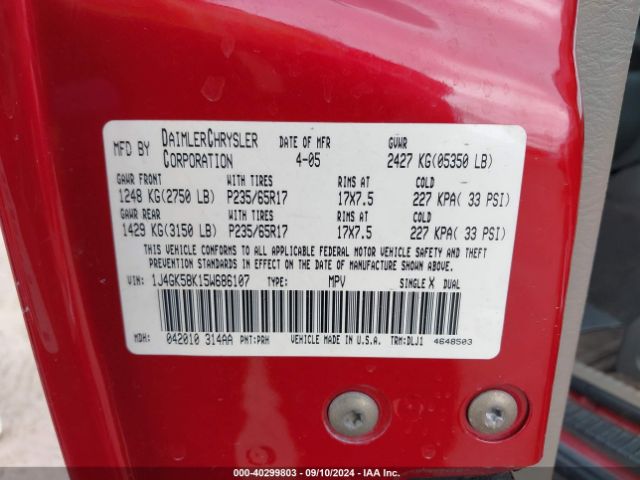 MFD BY DAIMLERCHRYSLER CORPORATION DATE OF MFR 4-05 GVWR 2427 KG(05350 LB)
GAWR FRONT WITH TIRES RIMS AT COLD
1248 KG(2750 LB) P235/65R17 17X7.5 227 KPA( 33 PSI)
GAWR REAR WITH TIRES RIMS AT COLD
1429 KG(3150 LB) P235/65R17 17X7.5 227 KPA( 33 PSI)
THIS VEHICLE CONFORMS TO ALL APPLICABLE FEDERAL MOTOR VEHICLE SAFETY AND THEFT
PREVENTION STANDARDS IN EFFECT ON THE DATE OF MANUFACTURE SHOWN ABOVE.
VIN: 1J4GK58K15W686107 TYPE: MPV SINGLE X DUAL
MDH: 042010 314AA PNT:PRH VEHICLE MADE IN U.S.A. TRM:DLJ1 4648503
000-40299803 - 09/10/2024 - IAA Inc.